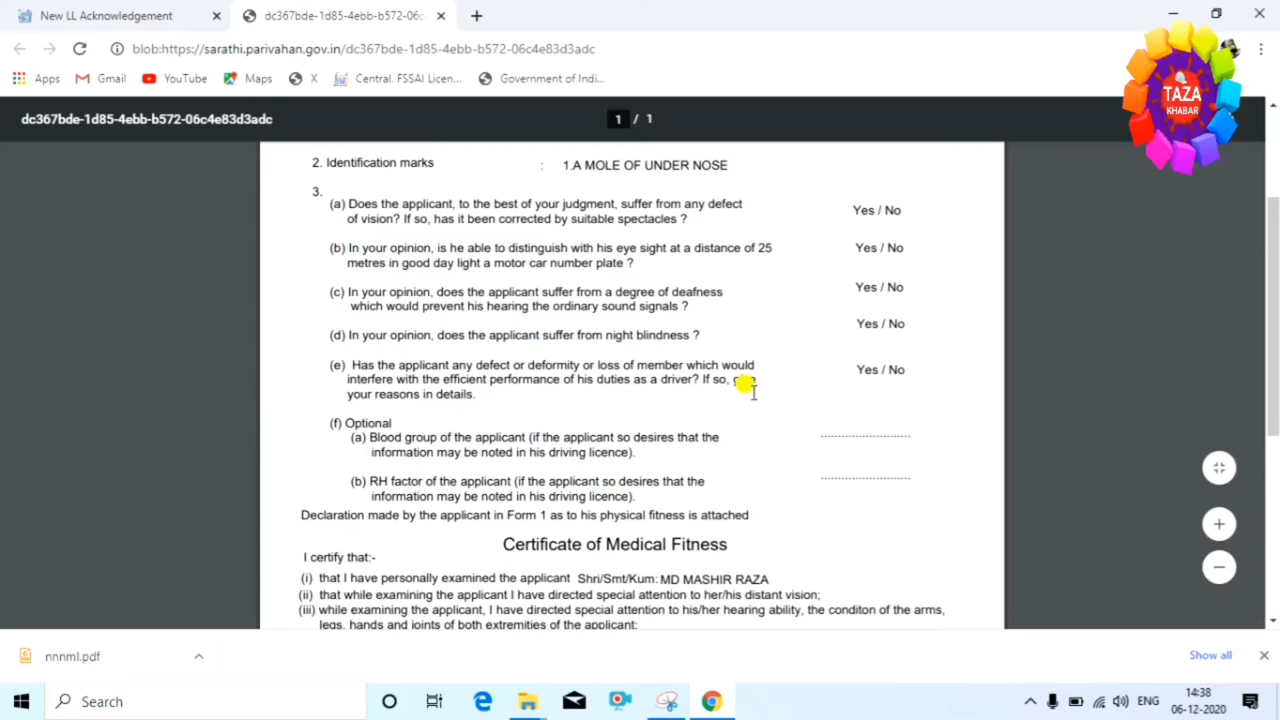 New LL Acknowledgement
dc367bde-1d85-4ebb-b572-06c4e83d3adc
blob:https://sarathi.parivahan.gov.in/dc367bde-1d85-4ebb-b572-06c4e83d3adc
Apps Gmail YouTube Maps X Central. FSSAI Licen... Government of Indi...
TAZA
KHABAR
dc367bde-1d85-4ebb-b572-06c4e83d3adc 1 / 1
2. Identification marks : 1.A MOLE OF UNDER NOSE
3.
(a) Does the applicant, to the best of your judgment, suffer from any defect
of vision? If so, has it been corrected by suitable spectacles ? Yes / No
(b) In your opinion, is he able to distinguish with his eye sight at a distance of 25 Yes / No
metres in good day light a motor car number plate ?
(c) In your opinion, does the applicant suffer from a degree of deafness Yes / No
which would prevent his hearing the ordinary sound signals ?
(d) In your opinion, does the applicant suffer from night blindness ? Yes / No
(e) Has the applicant any defect or deformity or loss of member which would Yes / No
interfere with the efficient performance of his duties as a driver? If so,
your reasons in details.
(f) Optional
(a) Blood group of the applicant (if the applicant so desires that the ........................
information may be noted in his driving licence).
(b) RH factor of the applicant (if the applicant so desires that the ........................
information may be noted in his driving licence).
Declaration made by the applicant in Form 1 as to his physical fitness is attached
Certificate of Medical Fitness
I certify that:-
(i) that I have personally examined the applicant Shri/Smt/Kum: MD MASHIR RAZA
(ii) that while examining the applicant I have directed special attention to her/his distant vision;
(iii) while examining the applicant, I have directed special attention to his/her hearing ability, the conditon of the arms,
legs, hands and joints of both extremities of the applicant;
nnnml.pdf Show all
Search ENG 14:38
06-12-2020